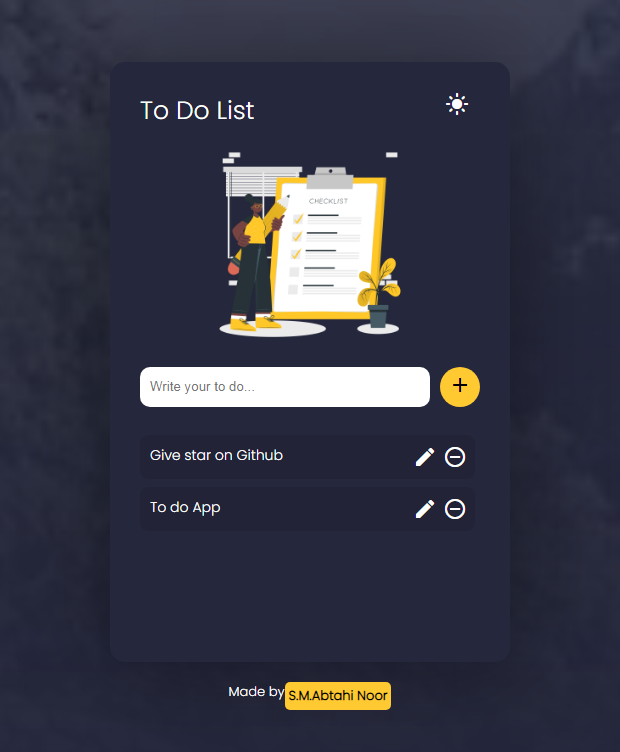 To Do List
CHECKLIST
Write your to do...
Give star on Github
To do App
Made by S.M.Abtahi Noor